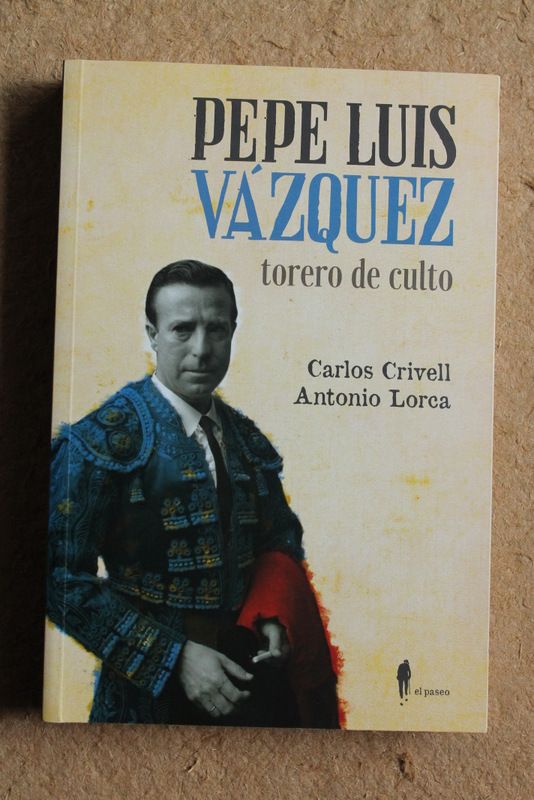 PEPE LUIS
VÁZQUEZ
torero de culto
Carlos Crivell
Antonio Lorca
el paseo